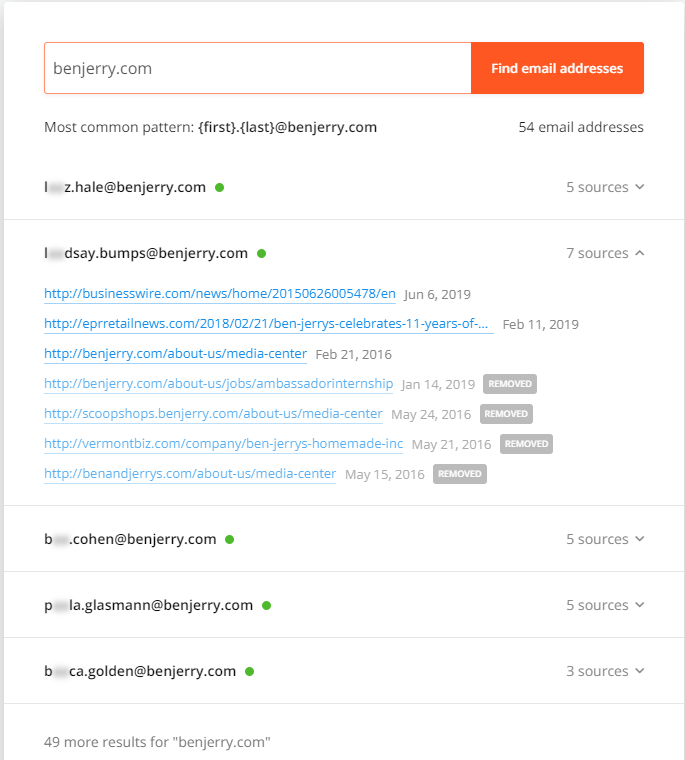 benjerry.com
Find email addresses
Most common pattern: {first}.{last}@benjerry.com 54 email addresses
l z.hale@benjerry.com 5 sources
l dsay.bumps@benjerry.com 7 sources
http://businesswire.com/news/home/20150626005478/en Jun 6, 2019
http://eprretailnews.com/2018/02/21/ben-jerrys-celebrates-11-years-of-... Feb 11, 2019
http://benjerry.com/about-us/media-center Feb 21, 2016
http://benjerry.com/about-us/jobs/ambassadorinternship Jan 14, 2019 REMOVED
http://scoopshops.benjerry.com/about-us/media-center May 24, 2016 REMOVED
http://vermontbiz.com/company/ben-jerrys-homemade-inc May 21, 2016 REMOVED
http://benandjerrys.com/about-us/media-center May 15, 2016 REMOVED
b .cohen@benjerry.com 5 sources
p la.glasmann@benjerry.com 5 sources
b ca.golden@benjerry.com 3 sources
49 more results for "benjerry.com"